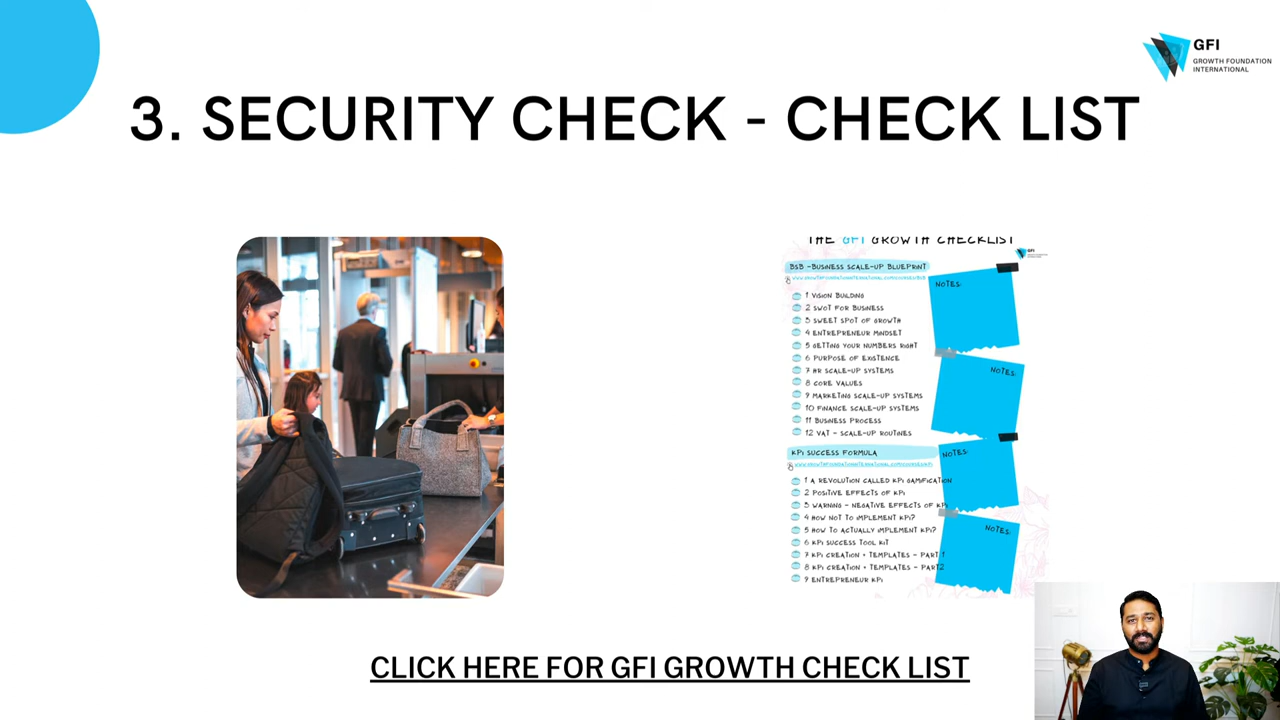 GFI
GROWTH FOUNDATION
INTERNATIONAL
3. SECURITY CHECK - CHECK LIST
THE GFI GROWTH CHECKLIST
GFI
BSB -BUSINESS SCALE-UP BLUEPRINT
1 VISION BUILDING
2 SWOT FOR BUSINESS
3 SWEET SPOT OF GROWTH
4 ENTREPRENEUR MINDSET
5 GETTING YOUR NUMBERS RIGHT
6 PURPOSE OF EXISTENCE
7 HR SCALE-UP SYSTEMS
8 CORE VALUES
9 MARKETING SCALE-UP SYSTEMS
10 FINANCE SCALE-UP SYSTEMS
11 BUSINESS PROCESS
12 VAT - SCALE-UP ROUTINES
KPI SUCCESS FORMULA
1 A REVOLUTION CALLED KPI GAMIFICATION
2 POSITIVE EFFECTS OF KPI
3 WARNING - NEGATIVE EFFECTS OF KPI
4 HOW NOT TO IMPLEMENT KPI?
5 HOW TO ACTUALLY IMPLEMENT KPI?
6 KPI SUCCESS TOOL KIT
7 KPI CREATION + TEMPLATES - PART 1
8 KPI CREATION + TEMPLATES - PART2
9 ENTREPRENEUR KPI
NOTES:
NOTES:
NOTES:
NOTES:
CLICK HERE FOR GFI GROWTH CHECK LIST